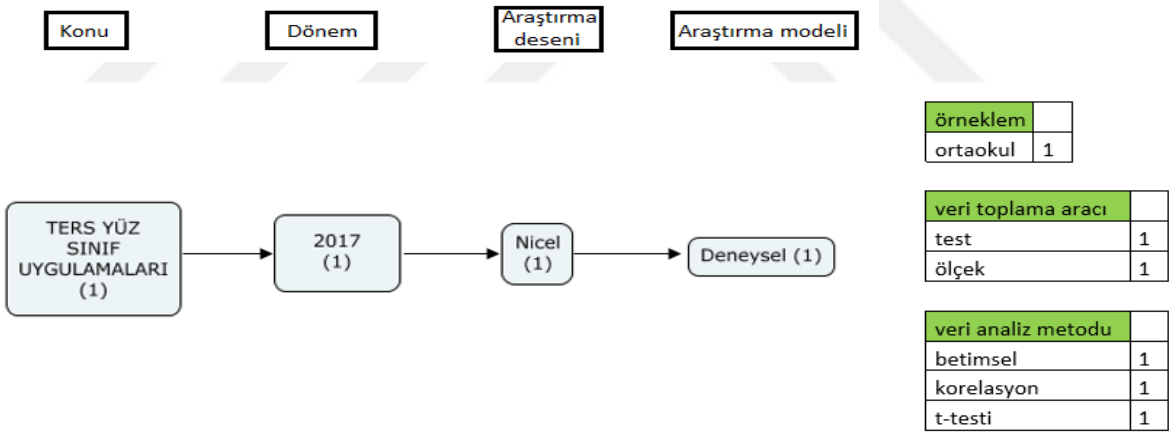 Konu
Dönem
Araştırma
deseni
Araştırma modeli
örneklem
ortaokul 1
TERS YÜZ
SINIF
UYGULAMALARI
(1)
2017
(1)
Nicel
(1)
Deneysel (1)
veri toplama aracı
test 1
ölçek 1
veri analiz metodu
betimsel 1
korelasyon 1
t-testi 1